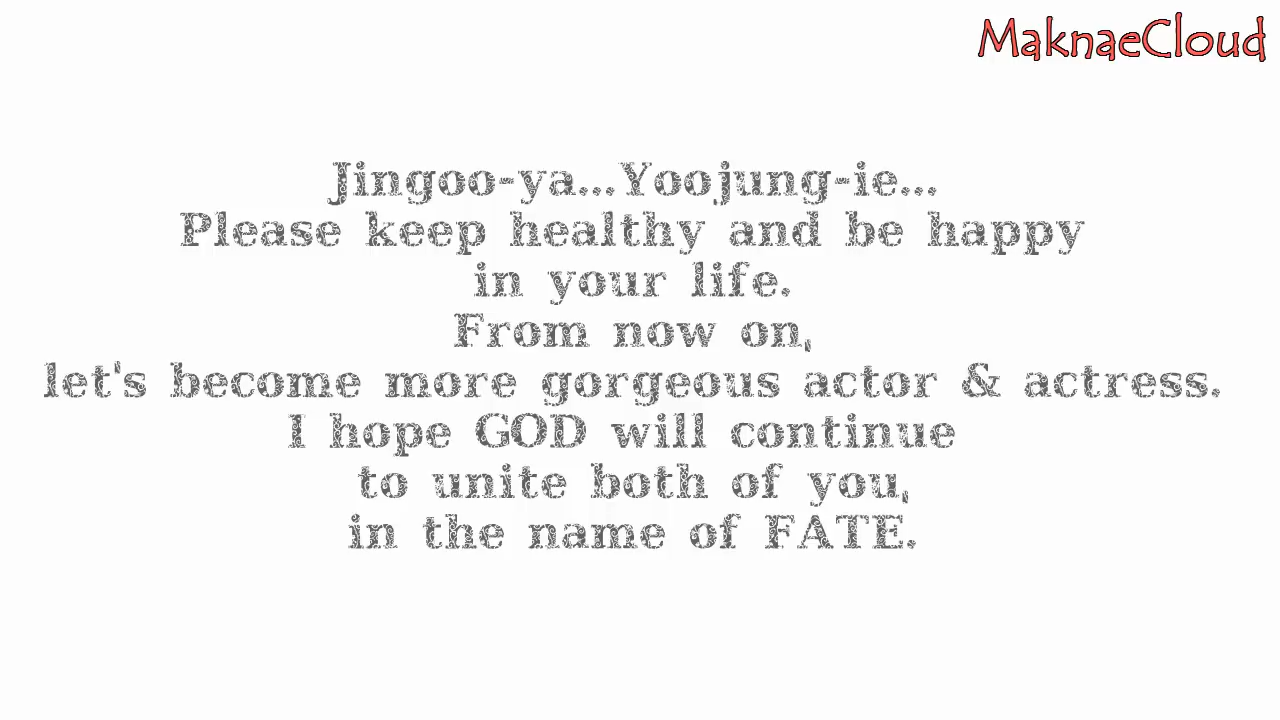 MaknaeCloud
Jingoo-ya...Yoojung-ie...
Please keep healthy and be happy
in your life.
From now on,
let's become more gorgeous actor & actress.
I hope GOD will continue
to unite both of you,
in the name of FATE.